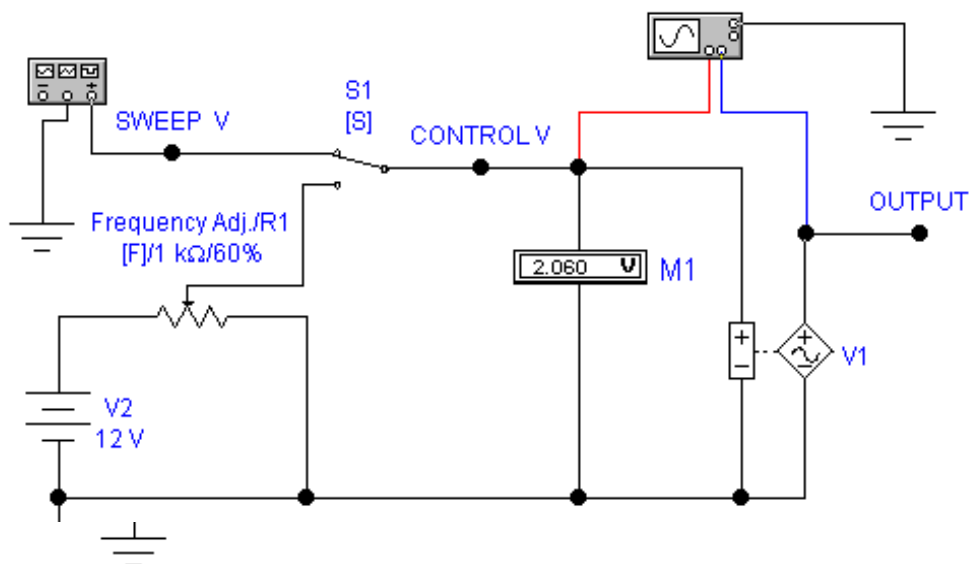 S1
[S]
SWEEP V
CONTROL V
OUTPUT
Frequency Adj./R1
[F]/1 kΩ/60%
2.060 V
M1
V1
V2
12 V